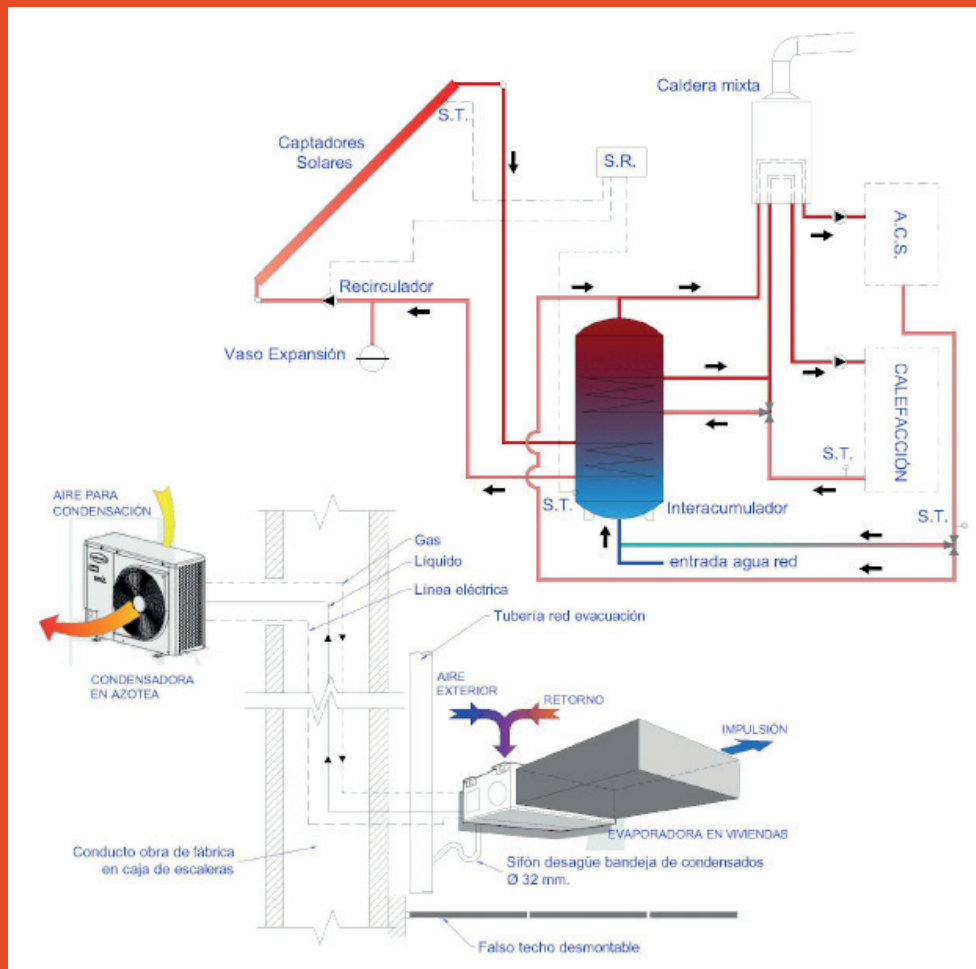 Caldera mixta
S.T.
Captadores
Solares
S.R.
A.C.S.
Recirculador
Vaso Expansión
CALEFACCIÓN
S.T.
S.T.
Interacumulador
S.T.
entrada agua red
AIRE PARA
CONDENSACIÓN
Gas
Líquido
Línea eléctrica
Tubería red evacuación
CONDENSADORA
EN AZOTEA
AIRE
EXTERIOR
RETORNO
IMPULSIÓN
EVAPORADORA EN VIVIENDAS
Conducto obra de fábrica
en caja de escaleras
Sifón desagüe bandeja de condensados
Ø 32 mm.
Falso techo desmontable